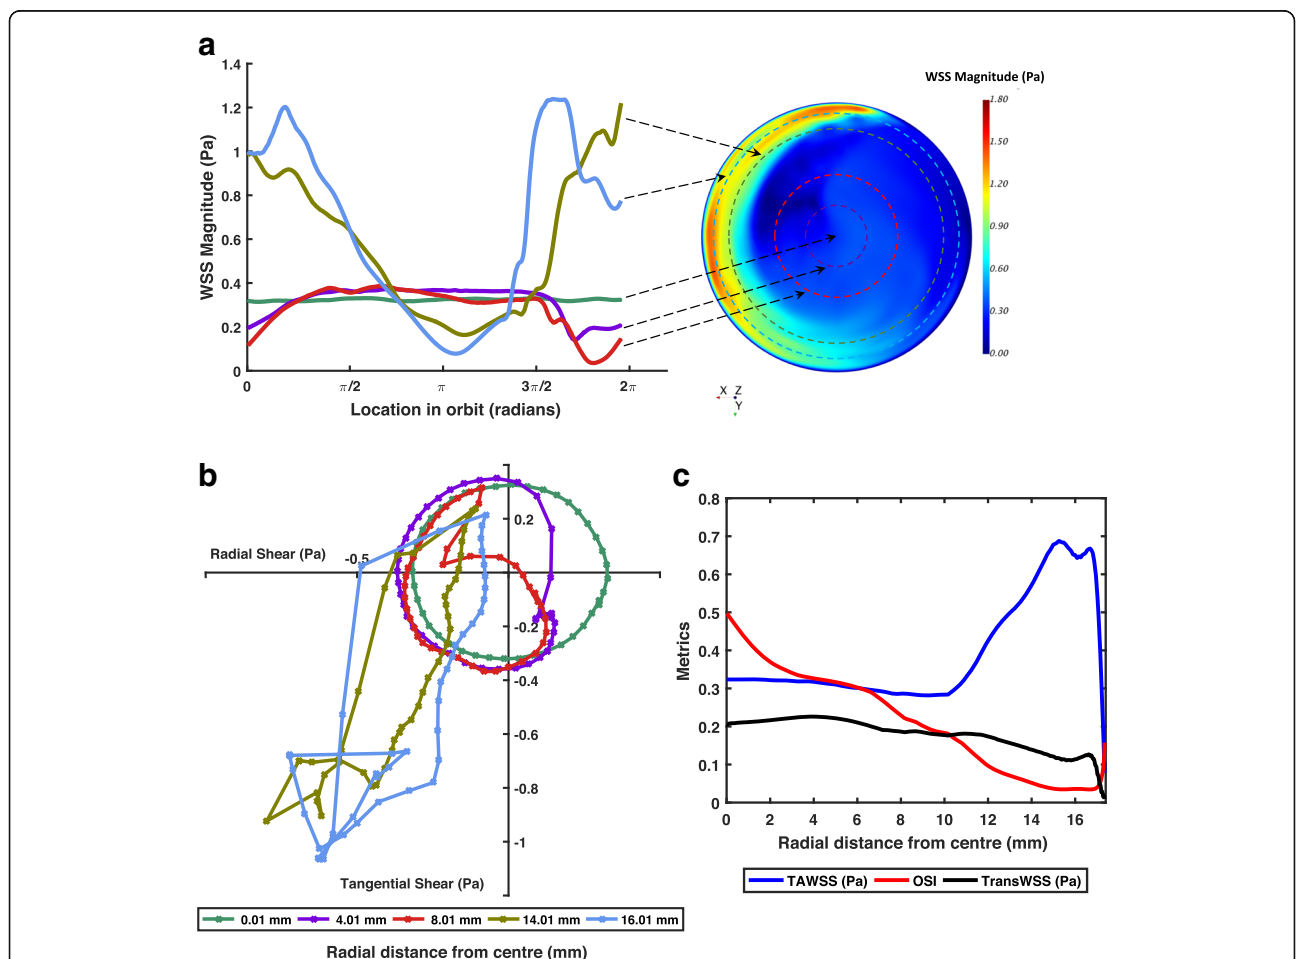 a
WSS Magnitude (Pa)
1.4
1.2
1
0.8
0.6
0.4
0.2
0
0 π/2 π 3π/2 2π
Location in orbit (radians)
WSS Magnitude (Pa)
1.80
1.50
1.20
0.90
0.60
0.30
0.00
X Z
Y
b
Radial Shear (Pa)
-0.5
0.2
-0.2
-0.4
-0.6
-0.8
-1
Tangential Shear (Pa)
0.01 mm 4.01 mm 8.01 mm 14.01 mm 16.01 mm
Radial distance from centre (mm)
c
Metrics
0.8
0.7
0.6
0.5
0.4
0.3
0.2
0.1
0
0 2 4 6 8 10 12 14 16
Radial distance from centre (mm)
TAWSS (Pa) OSI TransWSS (Pa)